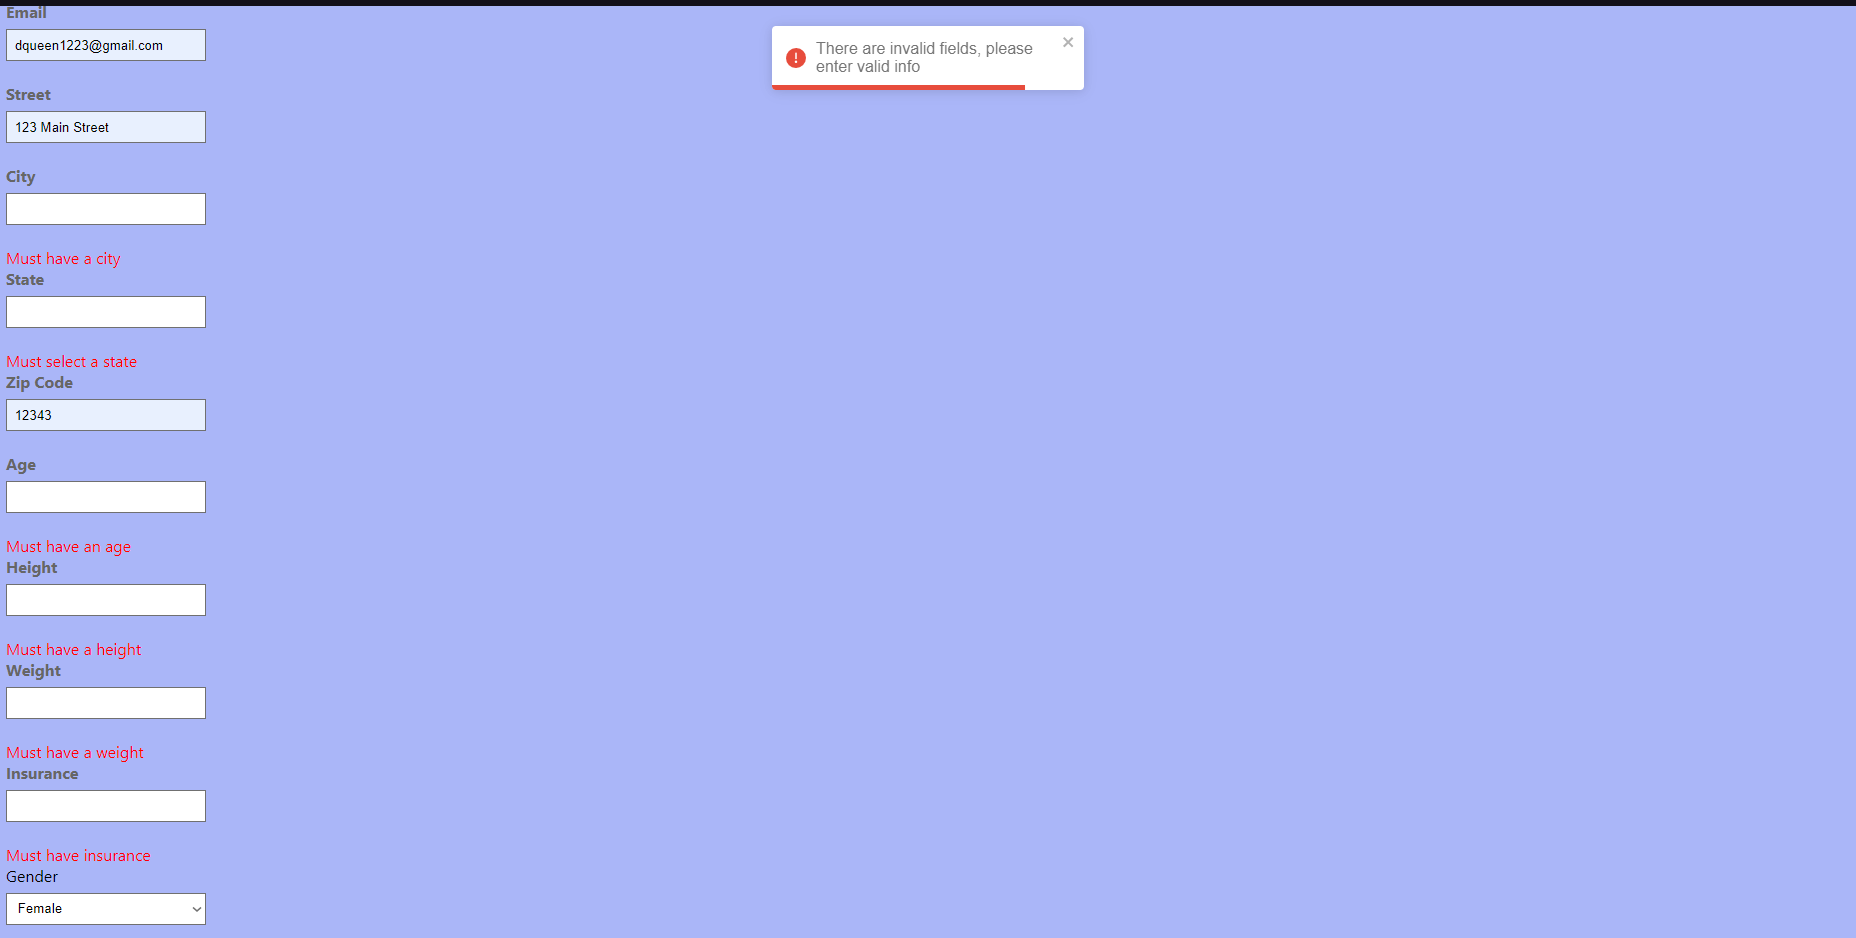 Email
dqueen1223@gmail.com
There are invalid fields, please
enter valid info
Street
123 Main Street
City
Must have a city
State
Must select a state
Zip Code
12343
Age
Must have an age
Height
Must have a height
Weight
Must have a weight
Insurance
Must have insurance
Gender
Female